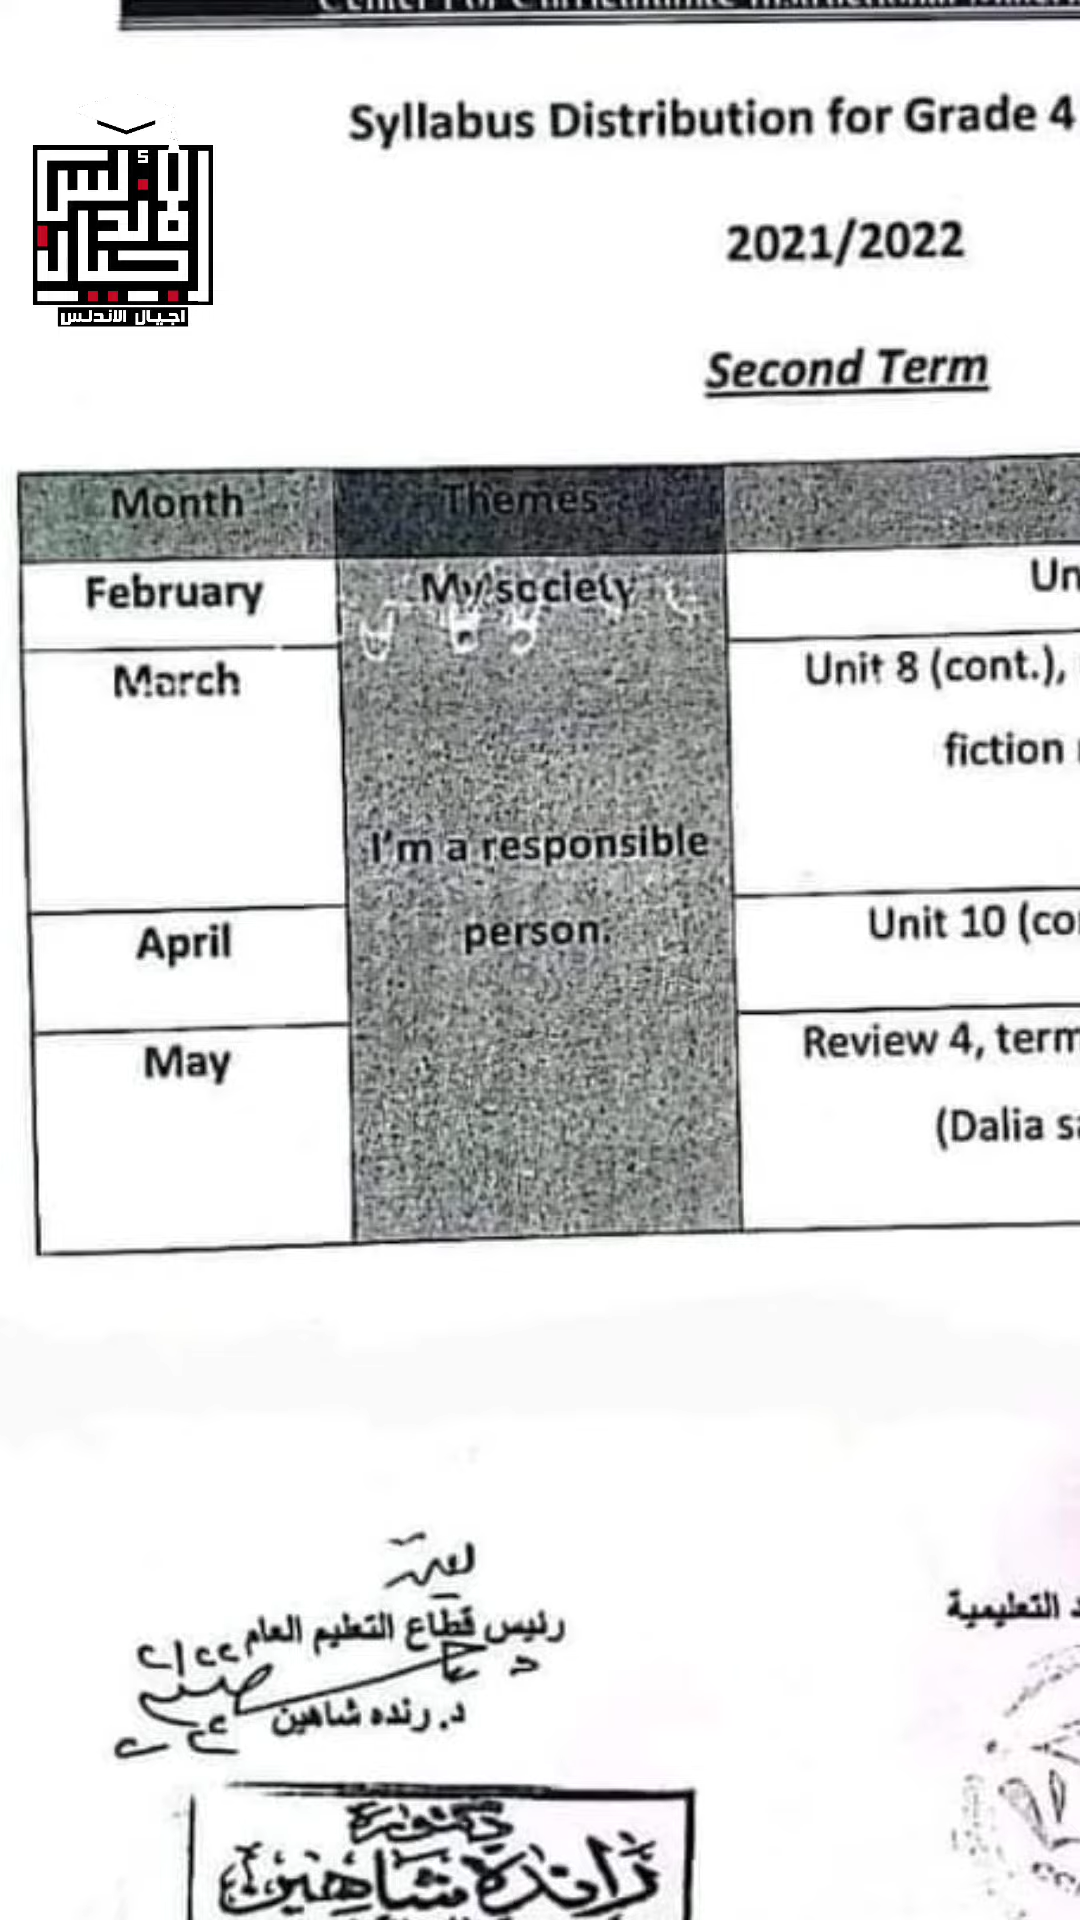 Syllabus Distribution for Grade 4
2021/2022
Second Term
اجيال الاندلس
Month Themes
February My society Un
March Unit 8 (cont.),
fiction
I'm a responsible
person.
April Unit 10 (co
May Review 4, term
(Dalia sa
التعليمية
رئيس قطاع التعليم العام
د. رنده شاهين
دكتورة
راندة شاهين